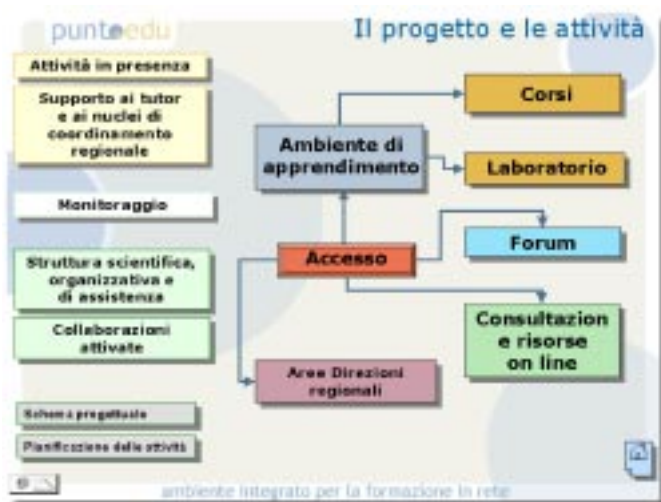 puntoedu
Il progetto e le attività
Attività in presenza
Supporto ai tutor
e ai nuclei di
coordinamento
regionale
Monitoraggio
Struttura scientifica,
organizzativa e
di assistenza
Collaborazioni
attivate
Schema progettuale
Pianificazione delle attività
Ambiente di
apprendimento
Accesso
Aree Direzioni
regionali
Corsi
Laboratorio
Forum
Consultazion
e risorse
on line
ambiente integrato per la formazione in rete